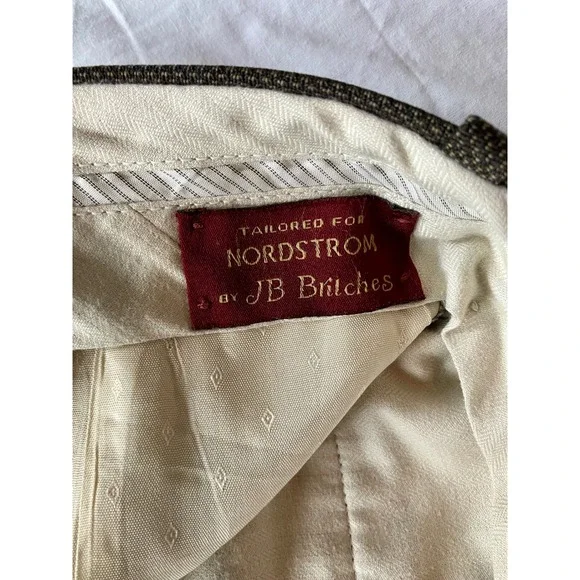 TAILORED FOR
NORDSTROM
BY JB Britches